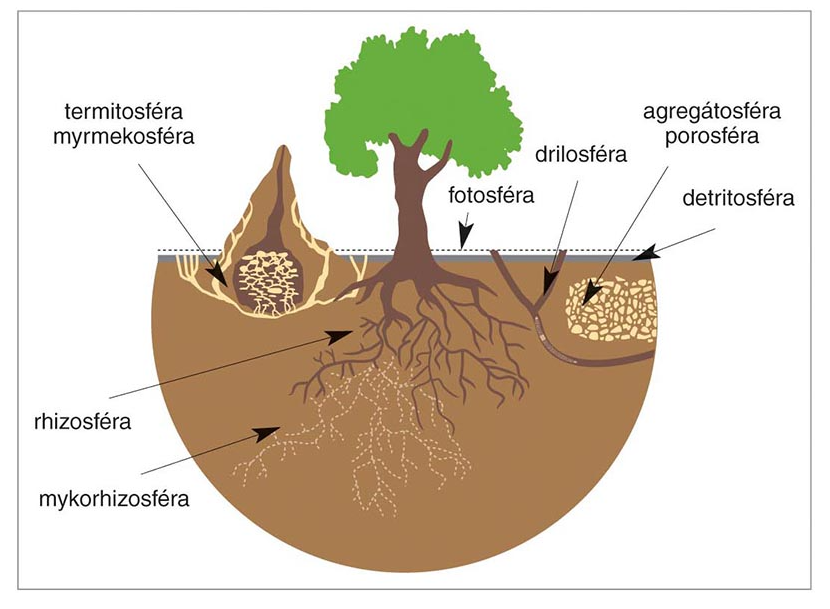 termitosféra
myrmekosféra
agregátosféra
porosféra
drilosféra
fotosféra
detritosféra
rhizosféra
mykorhizosféra